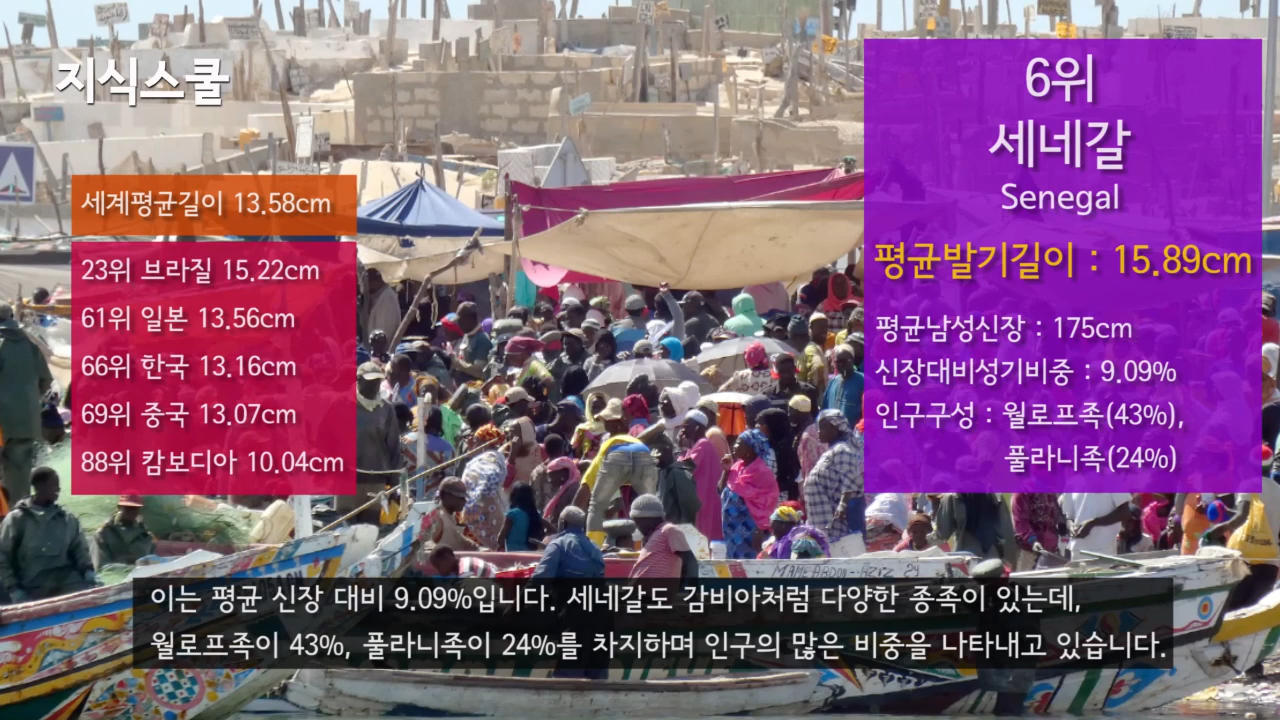 지식스쿨
세계평균길이 13.58cm
23위 브라질 15.22cm
61위 일본 13.56cm
66위 한국 13.16cm
69위 중국 13.07cm
88위 캄보디아 10.04cm
6위
세네갈
Senegal
평균발기길이 : 15.89cm
평균남성신장 : 175cm
신장대비성기비중 : 9.09%
인구구성 : 월로프족(43%),
풀라니족(24%)
MAME ABDON-AZIZ 29
이는 평균 신장 대비 9.09%입니다. 세네갈도 감비아처럼 다양한 종족이 있는데,
월로프족이 43%, 풀라니족이 24%를 차지하며 인구의 많은 비중을 나타내고 있습니다.